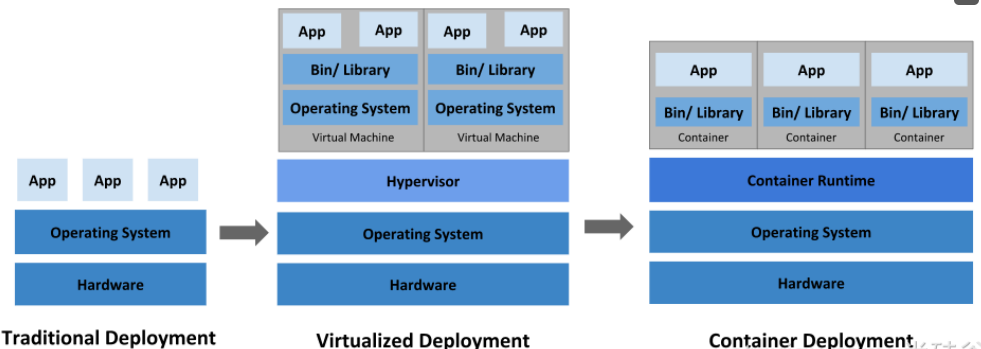 App
App
App
Operating System
Hardware
Traditional Deployment
App
App
App
App
Bin/ Library
Bin/ Library
Operating System
Operating System
Virtual Machine
Virtual Machine
Hypervisor
Operating System
Hardware
Virtualized Deployment
App
App
App
Bin/ Library
Bin/ Library
Bin/ Library
Container
Container
Container
Container Runtime
Operating System
Hardware
Container Deployment